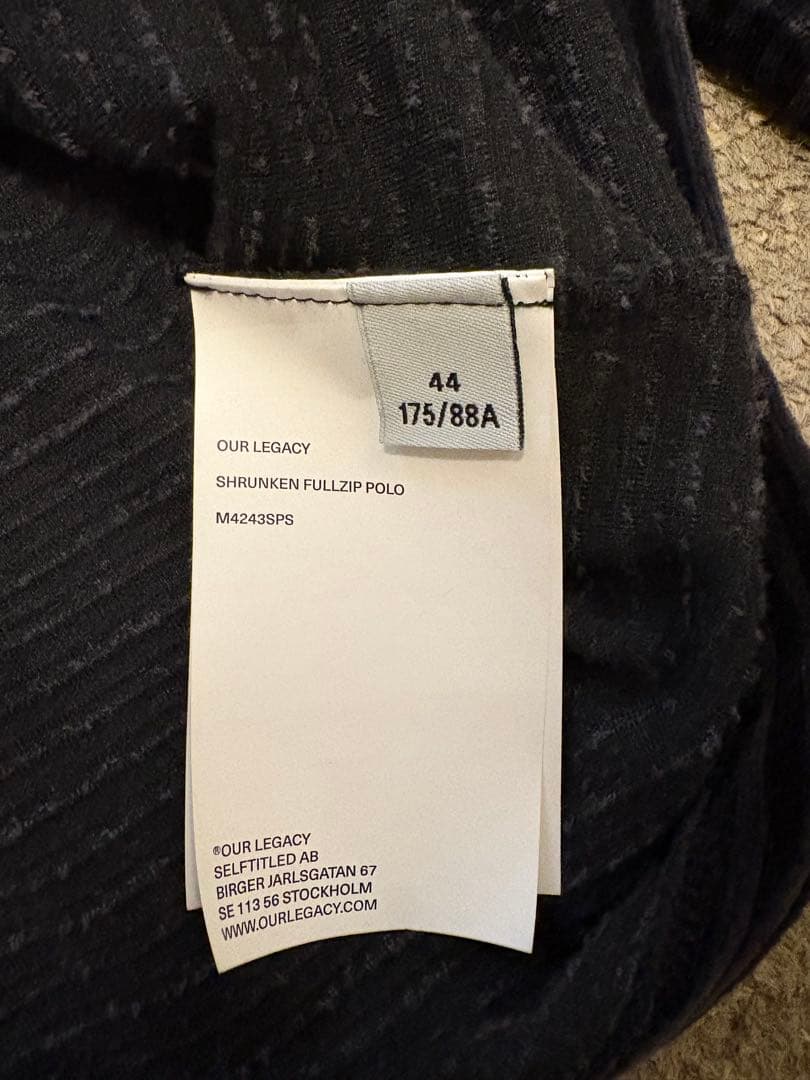 44
175/88A
OUR LEGACY
SHRUNKEN FULLZIP POLO
M4243SPS
®OUR LEGACY
SELFTITLED AB
BIRGER JARLSGATAN 67
SE 113 56 STOCKHOLM
WWW.OURLEGACY.COM